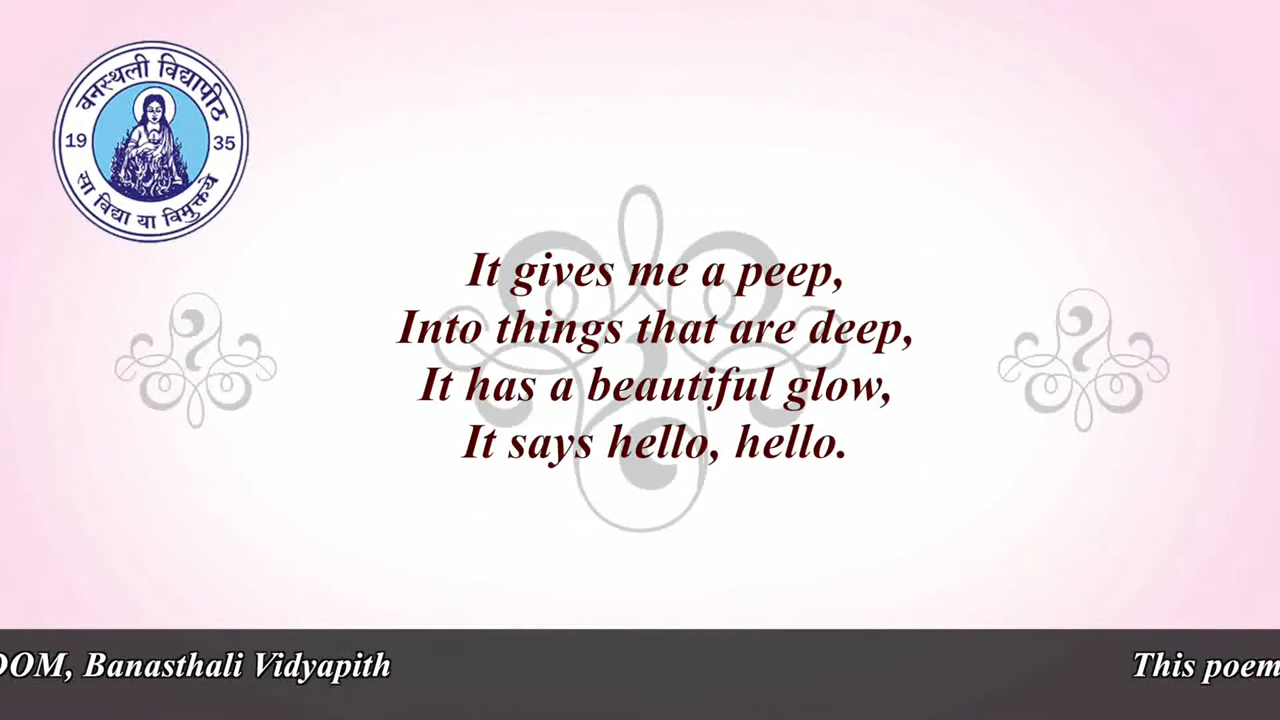 वनस्थली विद्यापीठ
19 35
सा विद्या या विमुक्तये
It gives me a peep,
Into things that are deep,
It has a beautiful glow,
It says hello, hello.
OOM, Banasthali Vidyapith
This poem